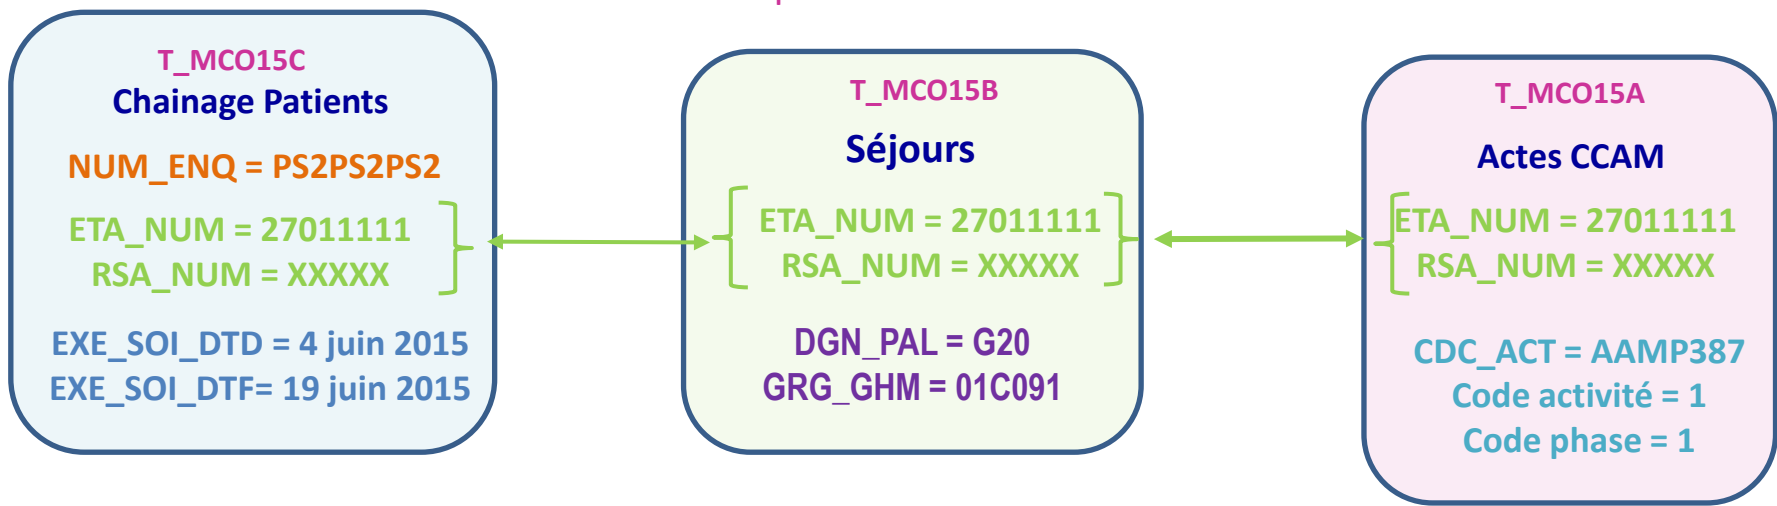 T_MCO15C
Chainage Patients
NUM_ENQ = PS2PS2PS2
ETA_NUM = 27011111
RSA_NUM = XXXXX
EXE_SOI_DTD = 4 juin 2015
EXE_SOI_DTF= 19 juin 2015
T_MCO15B
Séjours
ETA_NUM = 27011111
RSA_NUM = XXXXX
DGN_PAL = G20
GRG_GHM = 01C091
T_MCO15A
Actes CCAM
ETA_NUM = 27011111
RSA_NUM = XXXXX
CDC_ACT = AAMP387
Code activité = 1
Code phase = 1